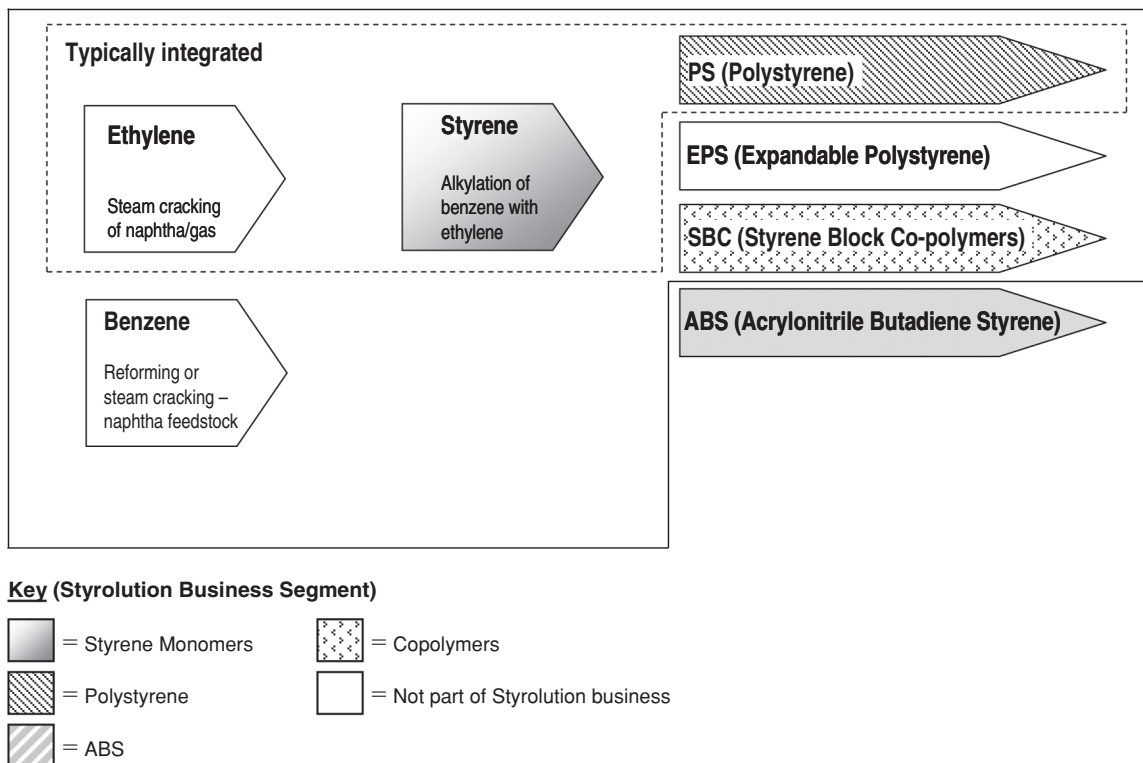 Typically integrated
PS (Polystyrene)
Ethylene
Steam cracking
of naphtha/gas
Styrene
Alkylation of
benzene with
ethylene
EPS (Expandable Polystyrene)
SBC (Styrene Block Co-polymers)
Benzene
Reforming or
steam cracking –
naphtha feedstock
ABS (Acrylonitrile Butadiene Styrene)
Key (Styrolution Business Segment)
= Styrene Monomers
= Copolymers
= Polystyrene
= Not part of Styrolution business
= ABS